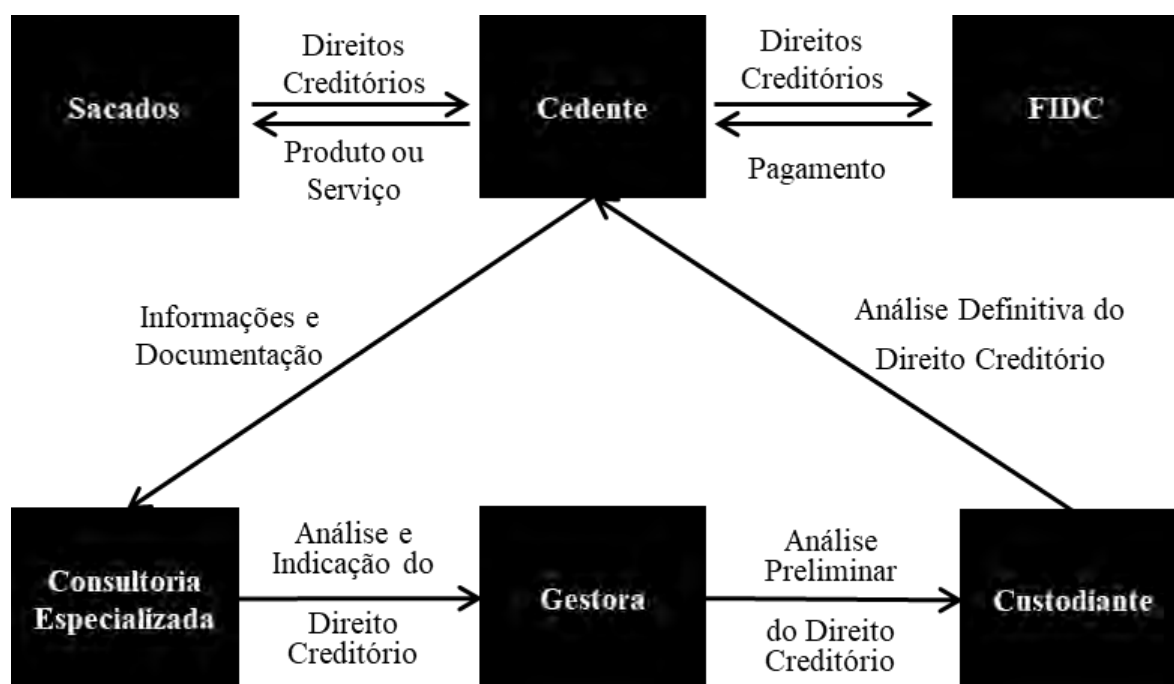 Direitos
Creditórios
Direitos
Creditórios
Sacados
Cedente
FIDC
Produto ou
Serviço
Pagamento
Informações e
Documentação
Análise Definitiva do
Direito Creditório
Consultoria
Especializada
Análise e
Indicação do
Direito
Creditório
Gestora
Análise
Preliminar
do Direito
Creditório
Custodiante